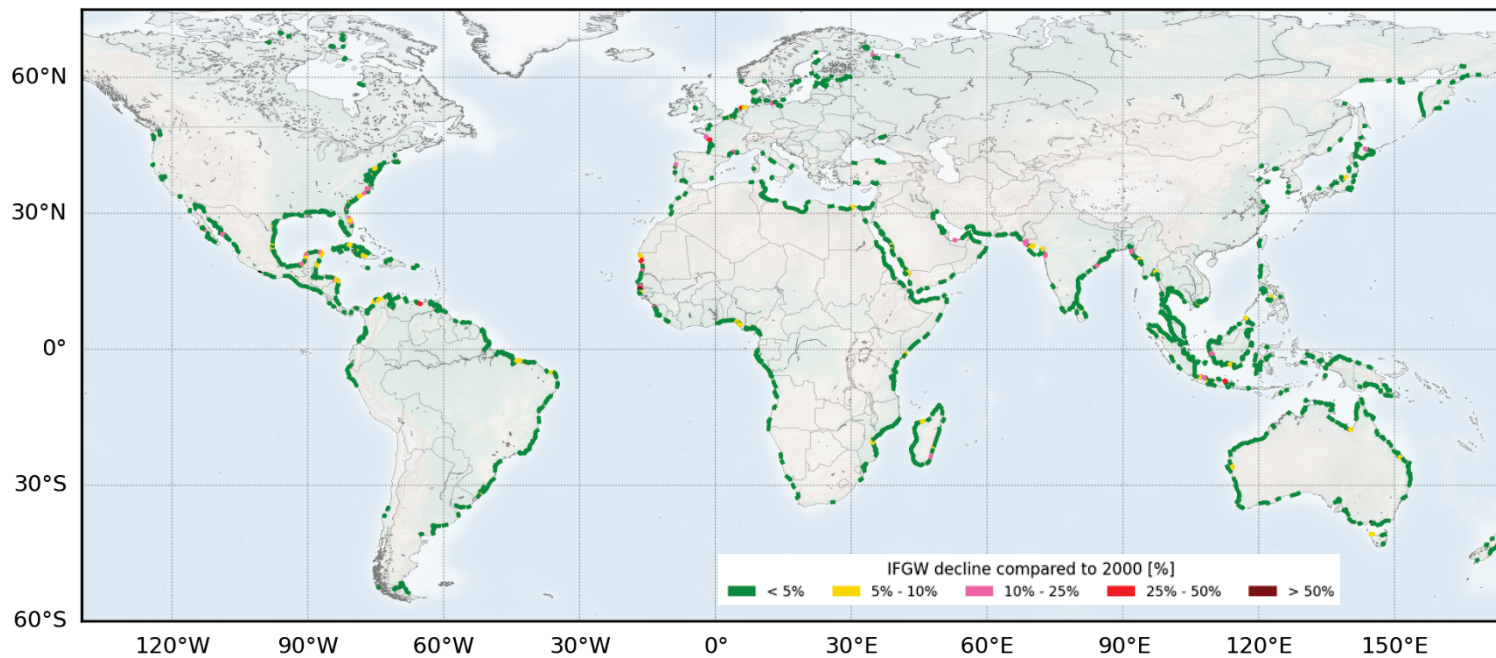 60°N
30°N
0°
30°S
60°S
IFGW decline compared to 2000 [%]
< 5% 5% - 10% 10% - 25% 25% - 50% > 50%
120°W 90°W 60°W 30°W 0° 30°E 60°E 90°E 120°E 150°E